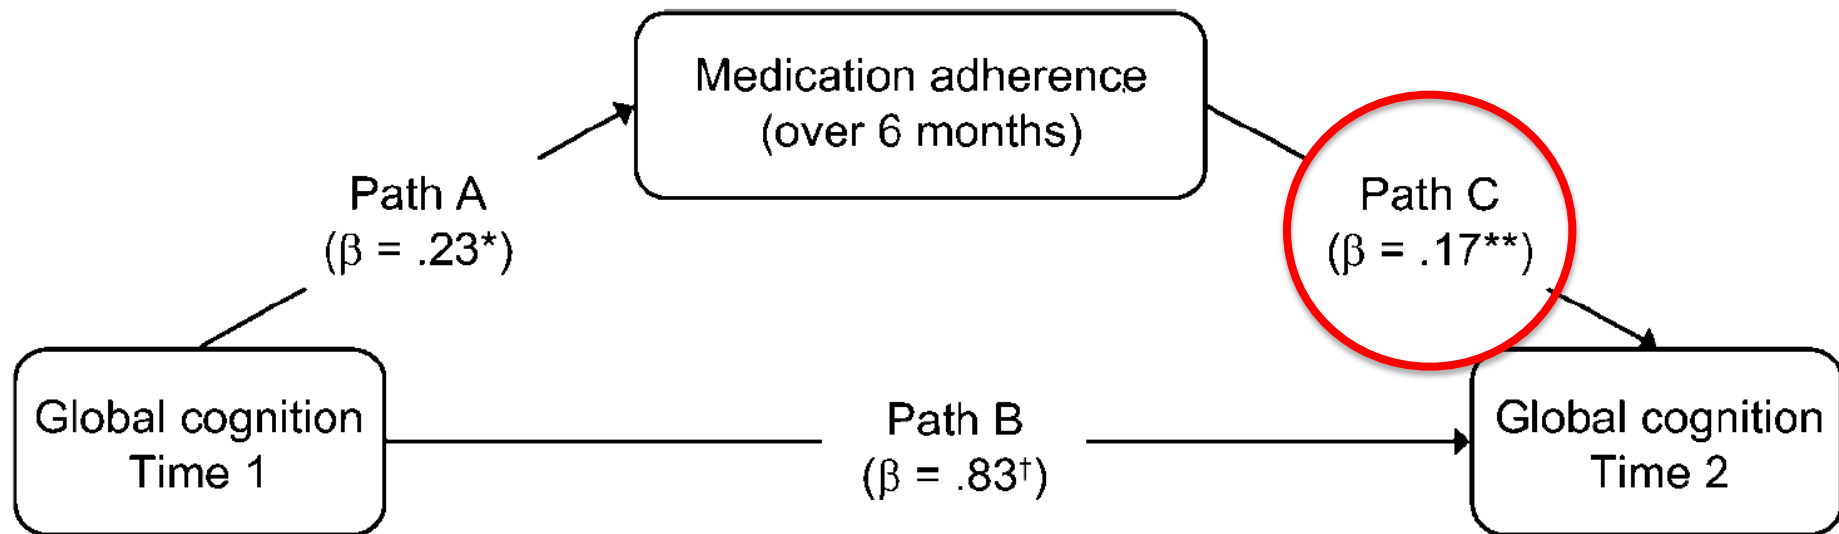 Medication adherence
(over 6 months)
Path A
(β = .23*)
Path C
(β = .17**)
Global cognition
Time 1
Path B
(β = .83†)
Global cognition
Time 2